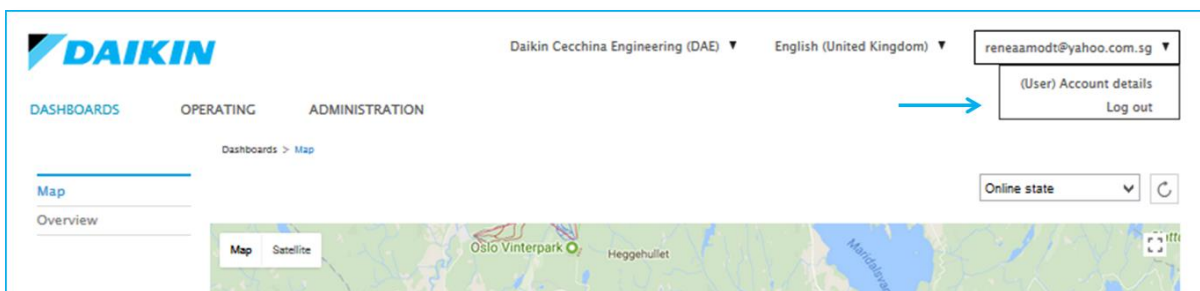 DAIKIN
Daikin Cecchina Engineering (DAE) ▼ English (United Kingdom) ▼ reneaamodt@yahoo.com.sg ▼
(User) Account details
Log out
DASHBOARDS OPERATING ADMINISTRATION
Dashboards > Map
Map
Online state
Overview
Map Satellite
Oslo Vinterpark
Heggehullet